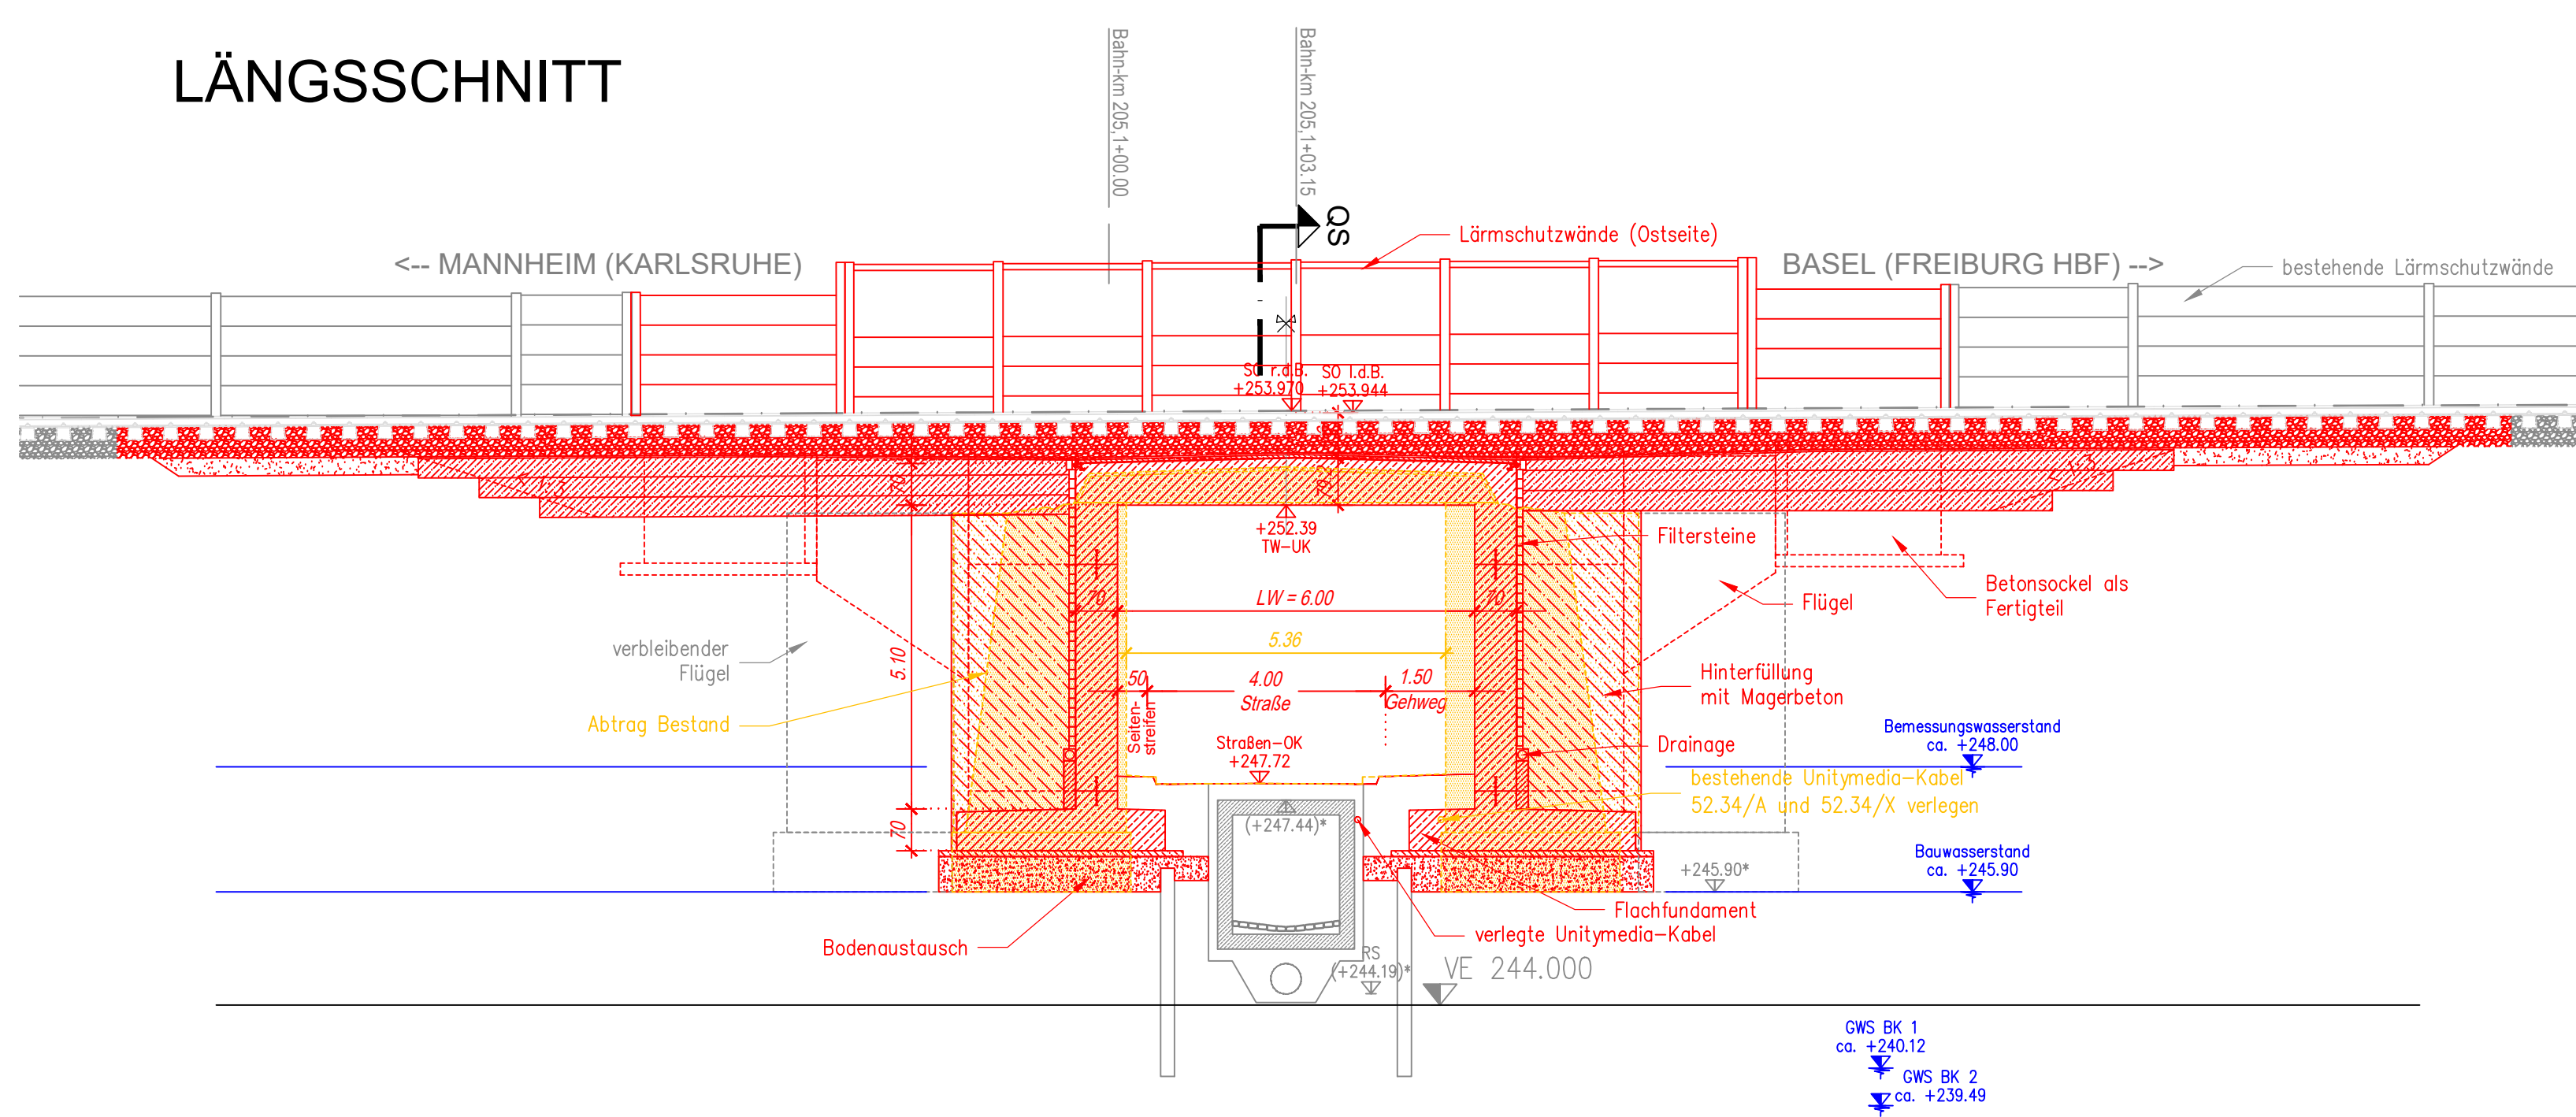 LÄNGSSCHNITT
Bahn-km 205,1+00.00
Bahn-km 205,1+03.15
QS
Lärmschutzwände (Ostseite)
<-- MANNHEIM (KARLSRUHE)
BASEL (FREIBURG HBF) -->
bestehende Lärmschutzwände
SO r.d.B.
+253.970
SO l.d.B.
+253.944
70
+252.39
TW-UK
Filtersteine
Betonsockel als
Fertigteil
Flügel
70
LW = 6.00
70
5.36
verbleibender
Flügel
5.10
50
4.00
1.50
Straße
Gehweg
Seiten-
streifen
Hinterfüllung
mit Magerbeton
Abtrag Bestand
Straßen-OK
+247.72
Drainage
Bemessungswasserstand
ca. +248.00
bestehende Unitymedia-Kabel
52.34/A und 52.34/X verlegen
70
(+247.44)*
Bauwasserstand
ca. +245.90
+245.90*
Flachfundament
verlegte Unitymedia-Kabel
Bodenaustausch
RS
(+244.19)*
VE 244.000
GWS BK 1
ca. +240.12
GWS BK 2
ca. +239.49